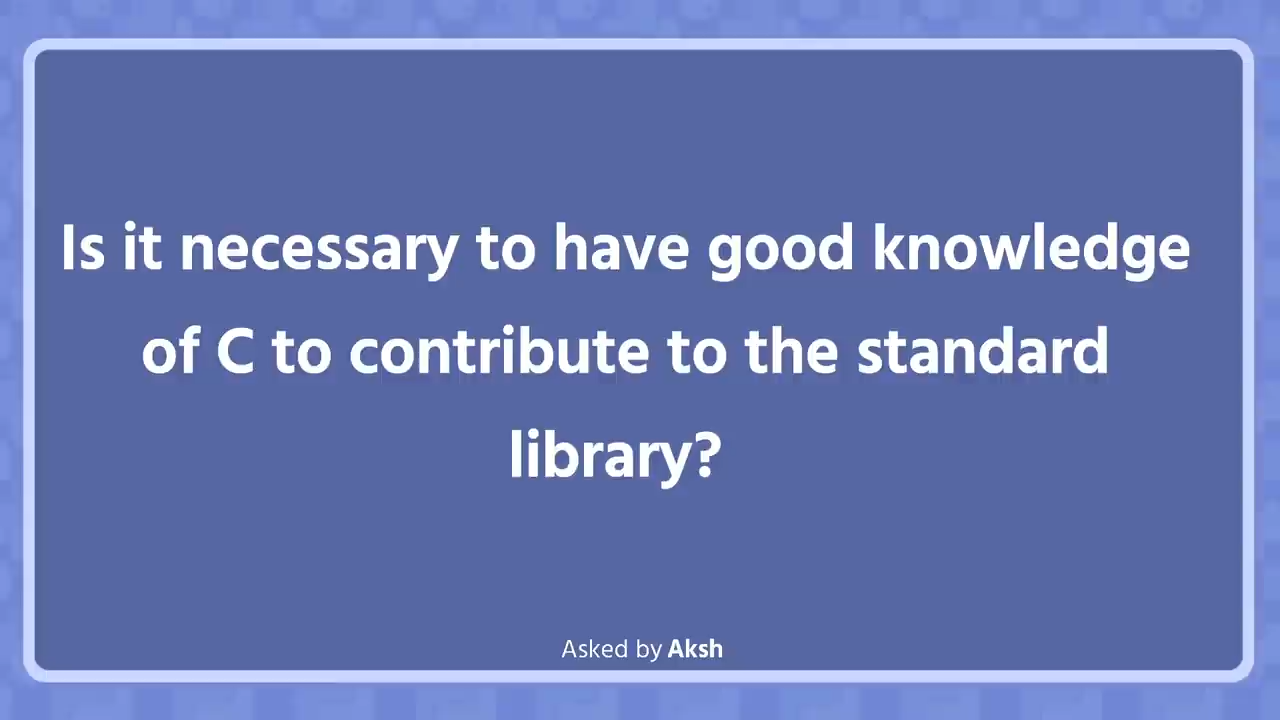 Is it necessary to have good knowledge
of C to contribute to the standard
library?
Asked by Aksh